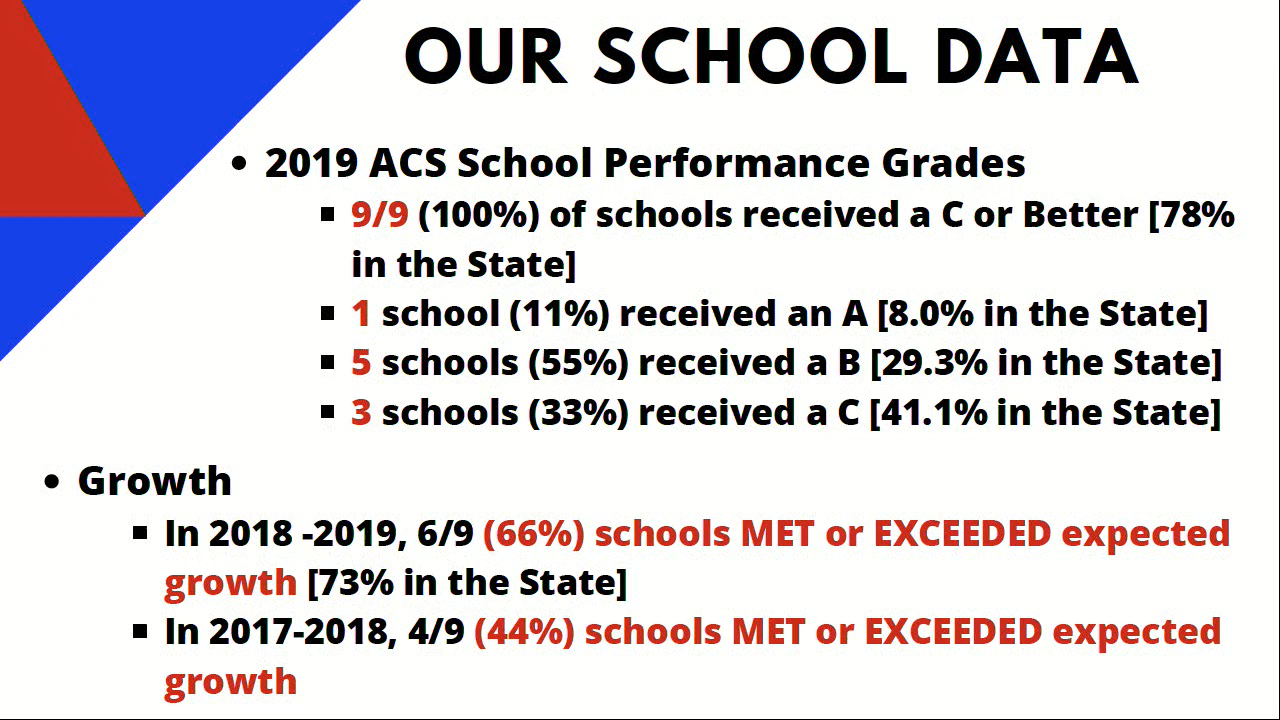 OUR SCHOOL DATA
• 2019 ACS School Performance Grades
▪ 9/9 (100%) of schools received a C or Better [78%
in the State]
▪ 1 school (11%) received an A [8.0% in the State]
▪ 5 schools (55%) received a B [29.3% in the State]
▪ 3 schools (33%) received a C [41.1% in the State]
• Growth
▪ In 2018 -2019, 6/9 (66%) schools MET or EXCEEDED expected
growth [73% in the State]
▪ In 2017-2018, 4/9 (44%) schools MET or EXCEEDED expected
growth